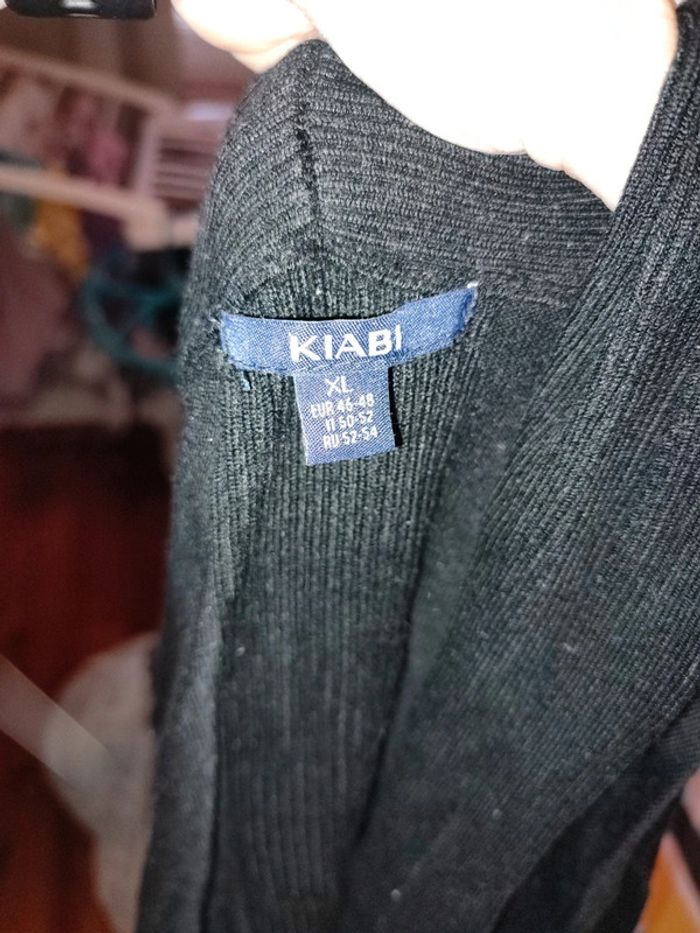 KIABI
XL
EUR 46-48
IT 50-52
RU 52-54